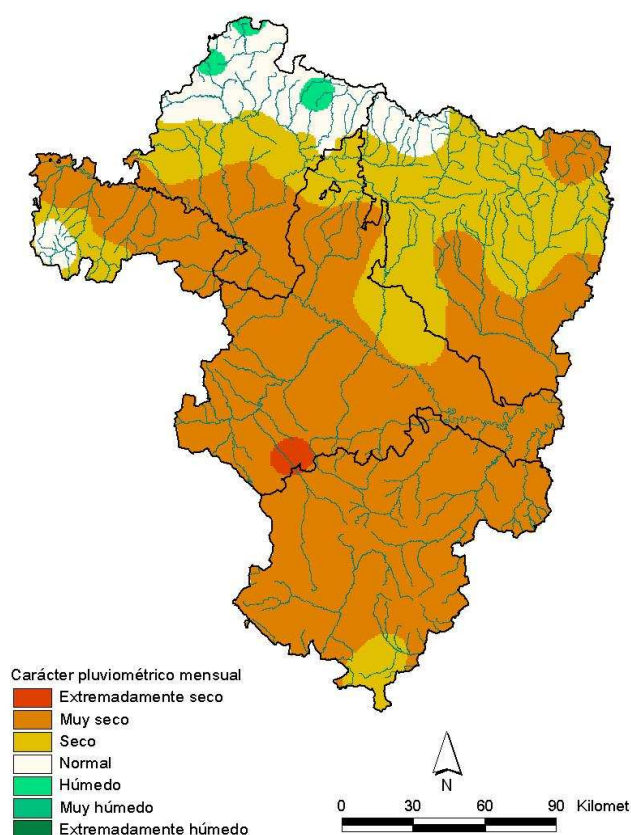 Carácter pluviométrico mensual
Extremadamente seco
Muy seco
Seco
Normal
Húmedo
Muy húmedo
Extremadamente húmedo
N
0 30 60 90 Kilomet